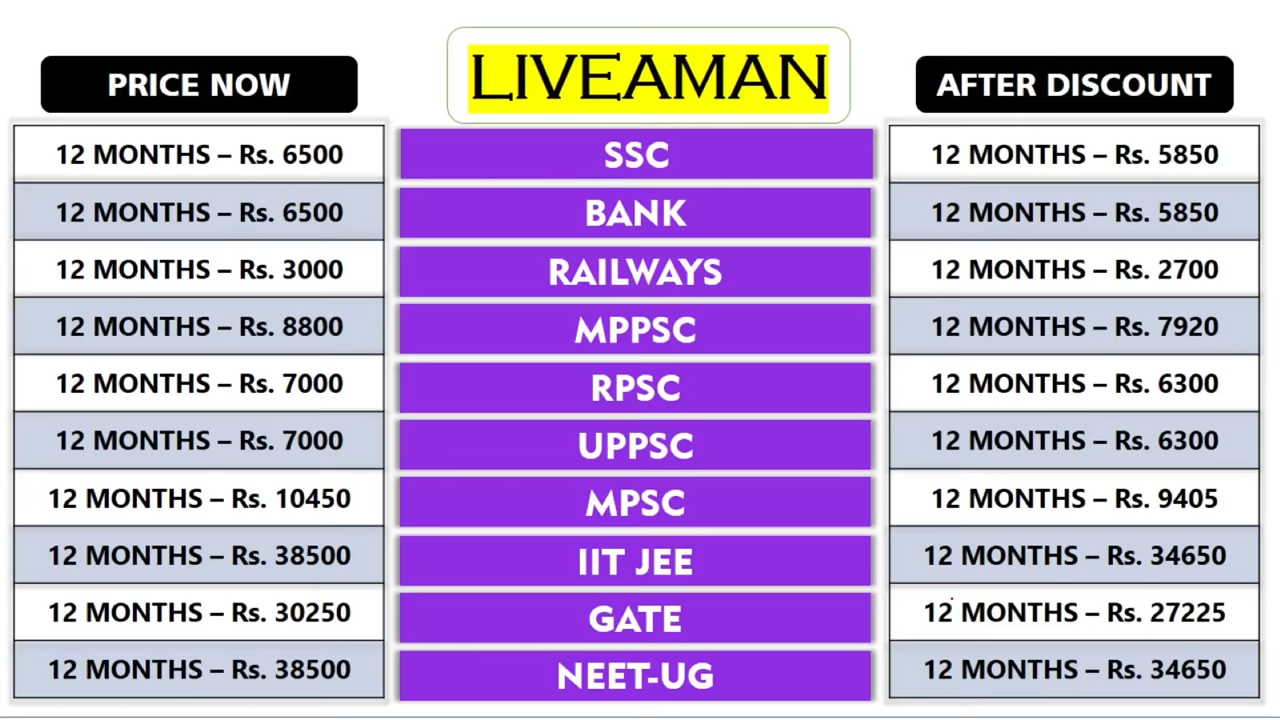 PRICE NOW LIVEAMAN AFTER DISCOUNT
12 MONTHS – Rs. 6500 SSC 12 MONTHS – Rs. 5850
12 MONTHS – Rs. 6500 BANK 12 MONTHS – Rs. 5850
12 MONTHS – Rs. 3000 RAILWAYS 12 MONTHS – Rs. 2700
12 MONTHS – Rs. 8800 MPPSC 12 MONTHS – Rs. 7920
12 MONTHS – Rs. 7000 RPSC 12 MONTHS – Rs. 6300
12 MONTHS – Rs. 7000 UPPSC 12 MONTHS – Rs. 6300
12 MONTHS – Rs. 10450 MPSC 12 MONTHS – Rs. 9405
12 MONTHS – Rs. 38500 IIT JEE 12 MONTHS – Rs. 34650
12 MONTHS – Rs. 30250 GATE 12 MONTHS – Rs. 27225
12 MONTHS – Rs. 38500 NEET-UG 12 MONTHS – Rs. 34650